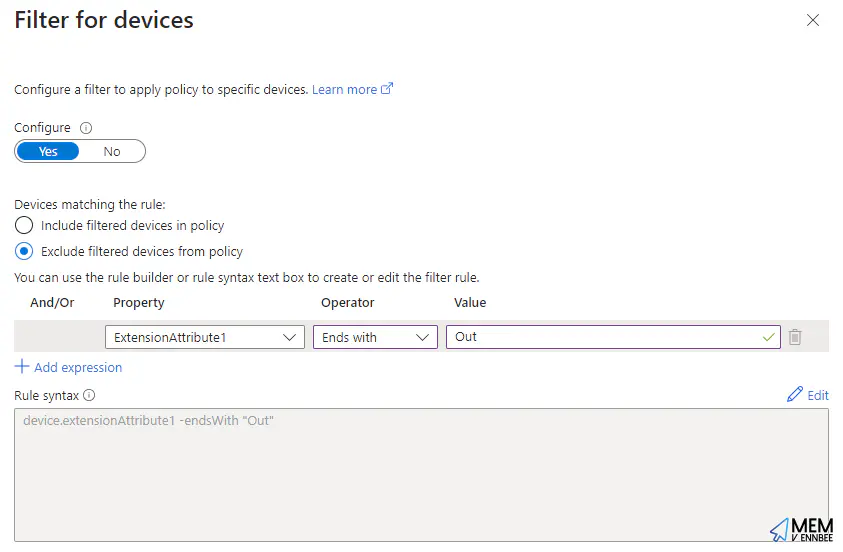 Filter for devices
Configure a filter to apply policy to specific devices. Learn more
Configure
Yes No
Devices matching the rule:
Include filtered devices in policy
Exclude filtered devices from policy
You can use the rule builder or rule syntax text box to create or edit the filter rule.
And/Or Property Operator Value
ExtensionAttribute1 Ends with Out
Add expression
Rule syntax Edit
device.extensionAttribute1 -endsWith "Out"
MEM
V ENNBEE